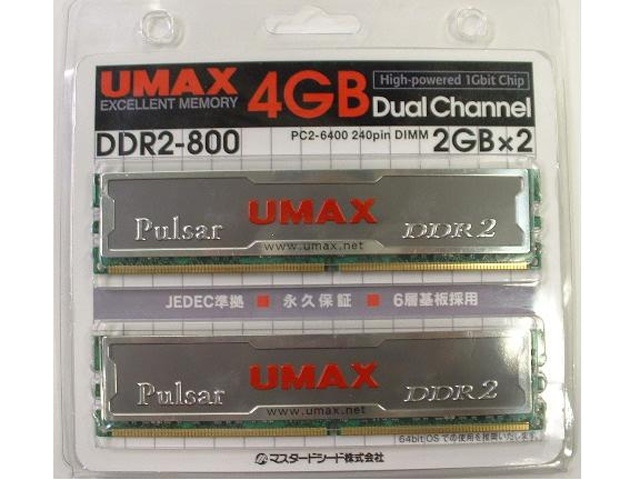 UMAX 4GB High-powered 1Gbit Chip
EXCELLENT MEMORY Dual Channel
DDR2-800 PC2-6400 240pin DIMM 2GB×2
Pulsar UMAX DDR2
www.umax.net
JEDEC準拠 ■ 永久保証 ■ 6層基板採用
Pulsar UMAX DDR2
www.umax.net
64bit OSでの使用を推奨いたします。
マスタードシード株式会社